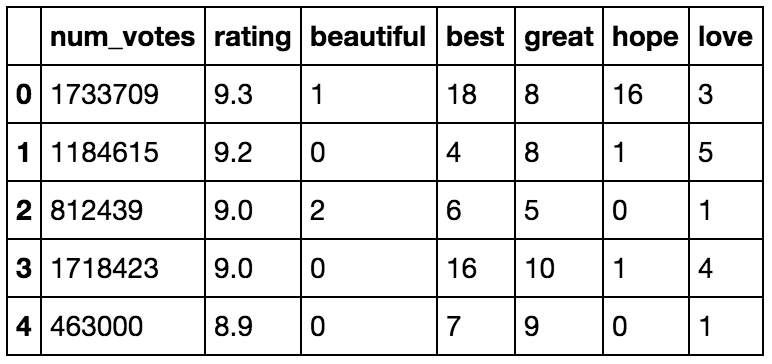 num_votes rating beautiful best great hope love
0 1733709 9.3 1 18 8 16 3
1 1184615 9.2 0 4 8 1 5
2 812439 9.0 2 6 5 0 1
3 1718423 9.0 0 16 10 1 4
4 463000 8.9 0 7 9 0 1